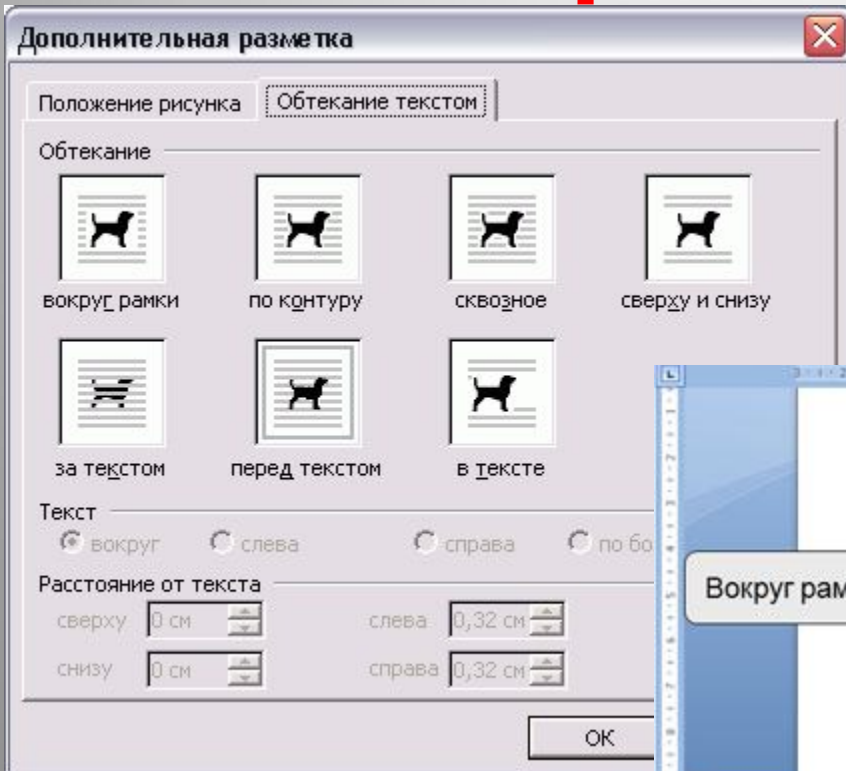 Дополнительная разметка
Положение рисунка Обтекание текстом
Обтекание
вокруг рамки по контуру сквозное сверху и снизу
за текстом перед текстом в тексте
Текст
вокруг слева справа по бо
Расстояние от текста
сверху 0 см слева 0,32 см
снизу 0 см справа 0,32 см
ОК
Вокруг рам